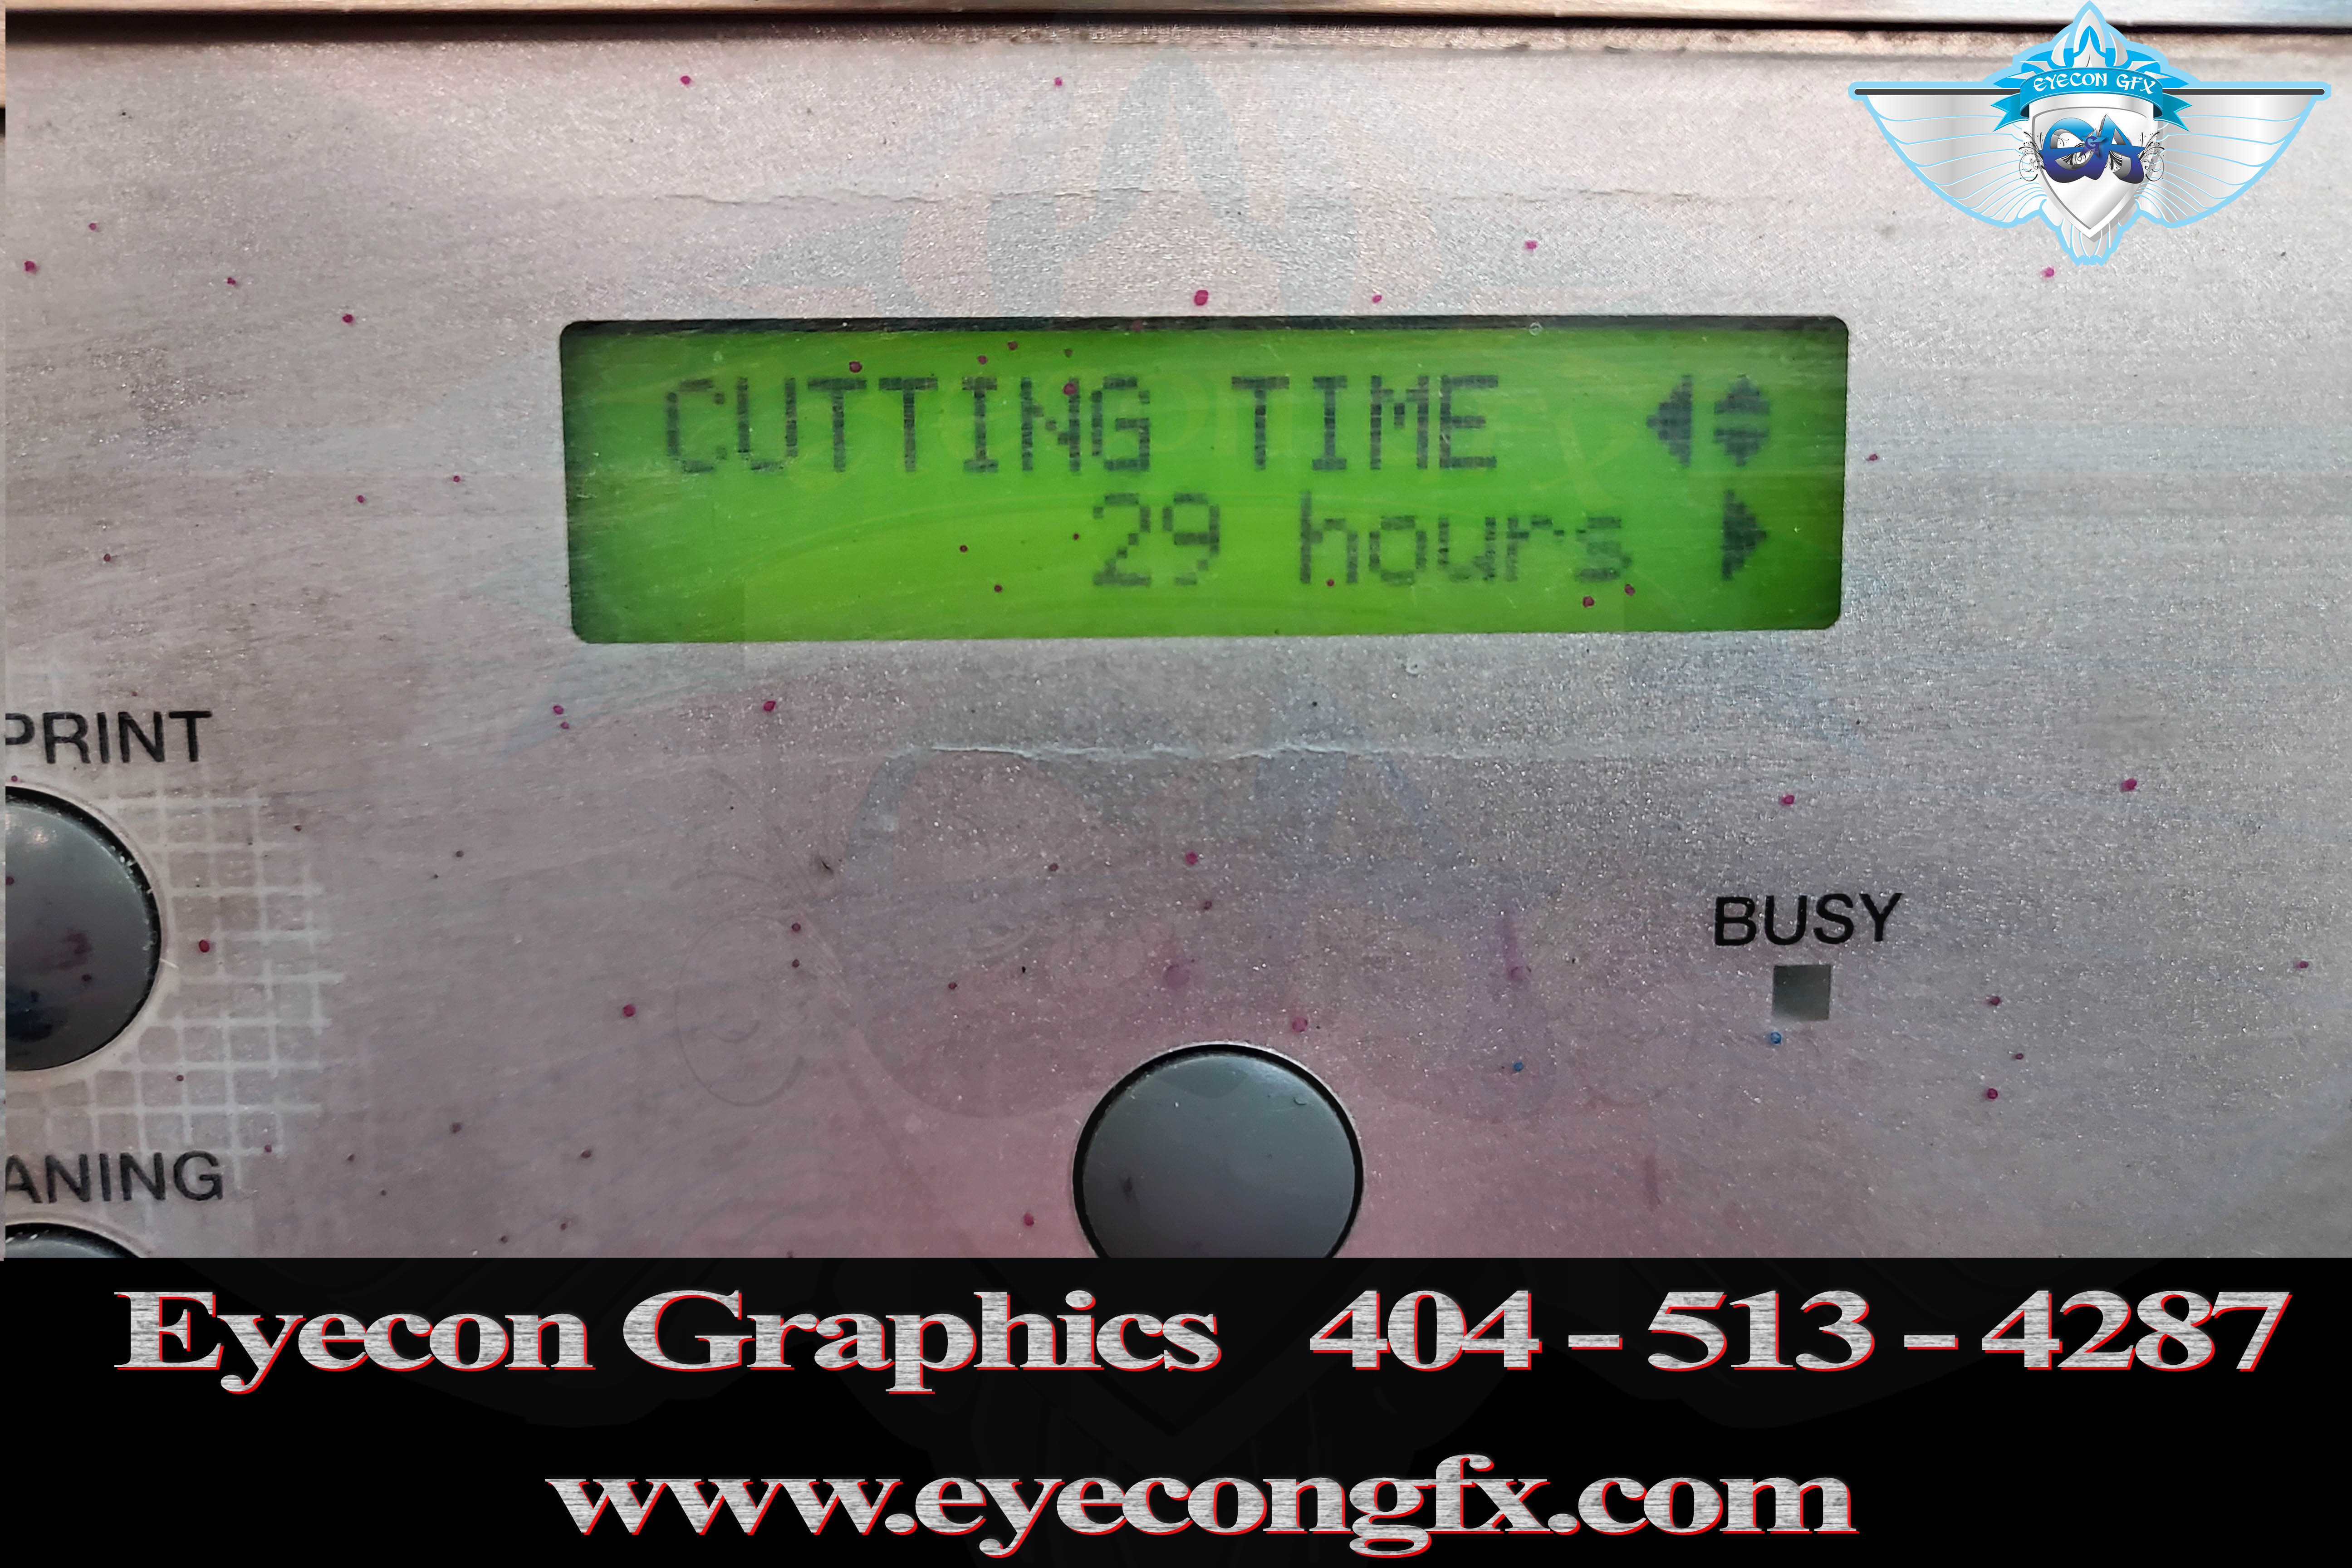 EYECON GFX
CUTTING TIME
29 hours
PRINT
BUSY
ANING
Eyecon Graphics 404 - 513 - 4287
www.eyecongfx.com